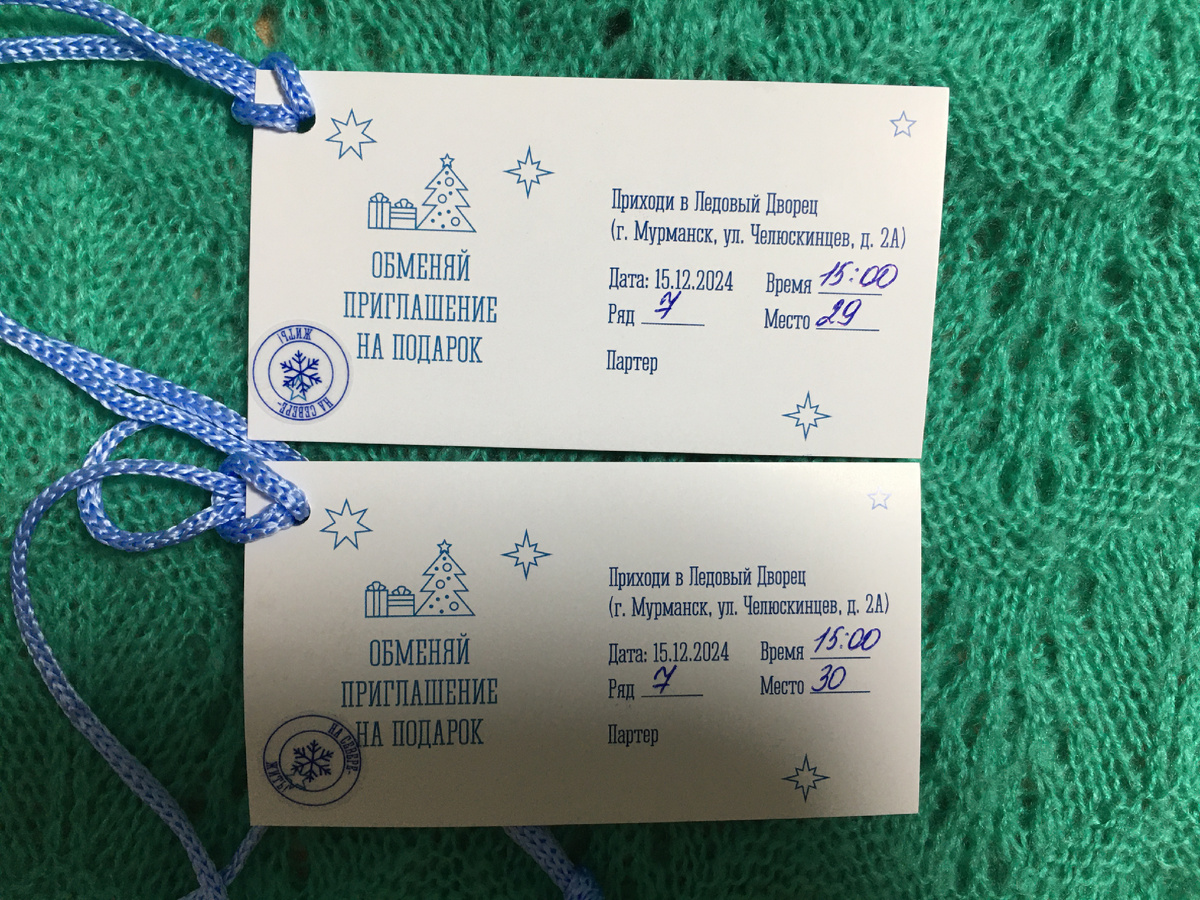 ОБМЕНЯЙ
ПРИГЛАШЕНИЕ
НА ПОДАРОК
НА СЕВЕРЕ-
ЖИТЬ!
Приходи в Ледовый Дворец
(г. Мурманск, ул. Челюскинцев, д. 2А)
Дата: 15.12.2024 Время 15:00
Ряд 7 Место 29
Партер
ОБМЕНЯЙ
ПРИГЛАШЕНИЕ
НА ПОДАРОК
НА СЕВЕРЕ-
ЖИТЬ!
Приходи в Ледовый Дворец
(г. Мурманск, ул. Челюскинцев, д. 2А)
Дата: 15.12.2024 Время 15:00
Ряд 7 Место 30
Партер